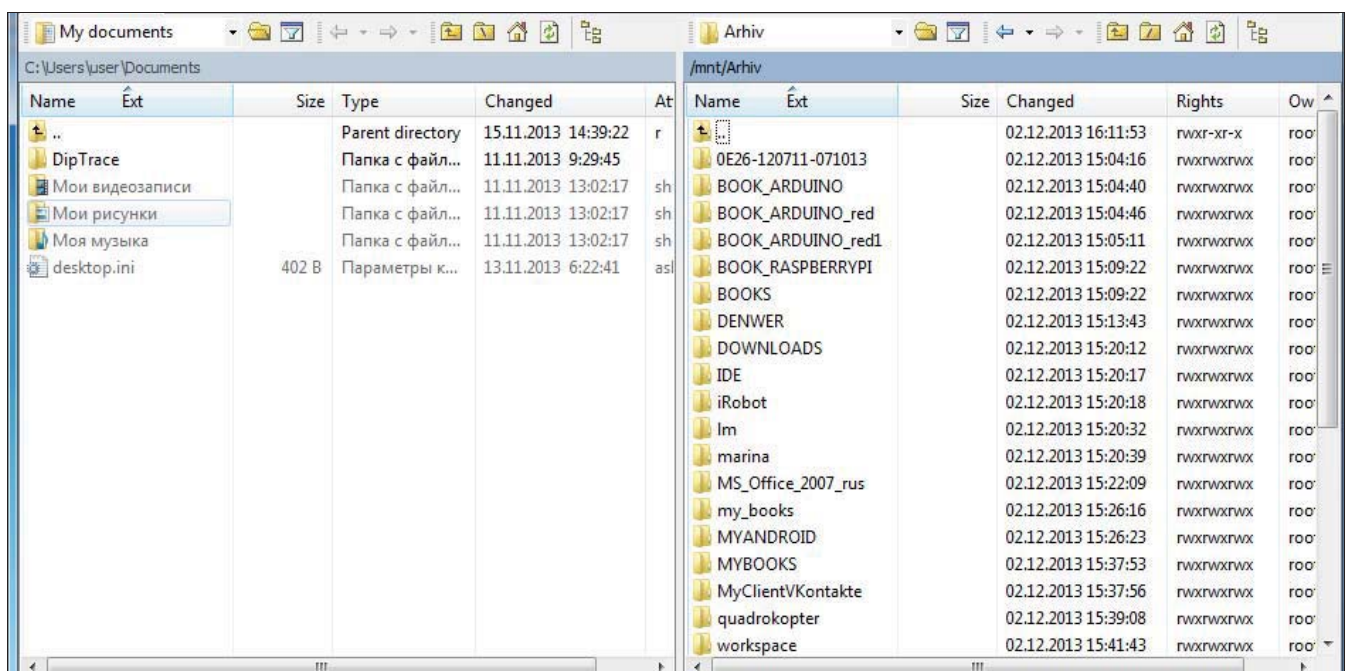 My documents
C:\Users\user\Documents
Name Ext Size Type Changed At
.. Parent directory 15.11.2013 14:39:22 r
DipTrace Папка с файл... 11.11.2013 9:29:45
Мои видеозаписи Папка с файл... 11.11.2013 13:02:17 sh
Мои рисунки Папка с файл... 11.11.2013 13:02:17 sh
Моя музыка Папка с файл... 11.11.2013 13:02:17 sh
desktop.ini 402 B Параметры к... 13.11.2013 6:22:41 asl
Arhiv
/mnt/Arhiv
Name Ext Size Changed Rights Ow
.. 02.12.2013 16:11:53 rwxr-xr-x roo
0E26-120711-071013 02.12.2013 15:04:16 rwxrwxrwx roo
BOOK_ARDUINO 02.12.2013 15:04:40 rwxrwxrwx roo
BOOK_ARDUINO_red 02.12.2013 15:04:46 rwxrwxrwx roo
BOOK_ARDUINO_red1 02.12.2013 15:05:11 rwxrwxrwx roo
BOOK_RASPBERRYPI 02.12.2013 15:09:22 rwxrwxrwx roo
BOOKS 02.12.2013 15:09:22 rwxrwxrwx roo
DENWER 02.12.2013 15:13:43 rwxrwxrwx roo
DOWNLOADS 02.12.2013 15:20:12 rwxrwxrwx roo
IDE 02.12.2013 15:20:17 rwxrwxrwx roo
iRobot 02.12.2013 15:20:18 rwxrwxrwx roo
lm 02.12.2013 15:20:32 rwxrwxrwx roo
marina 02.12.2013 15:20:39 rwxrwxrwx roo
MS_Office_2007_rus 02.12.2013 15:22:09 rwxrwxrwx roo
my_books 02.12.2013 15:26:16 rwxrwxrwx roo
MYANDROID 02.12.2013 15:26:23 rwxrwxrwx roo
MYBOOKS 02.12.2013 15:37:53 rwxrwxrwx roo
MyClientVKontakte 02.12.2013 15:37:56 rwxrwxrwx roo
quadrokopter 02.12.2013 15:39:08 rwxrwxrwx roo
workspace 02.12.2013 15:41:43 rwxrwxrwx roo